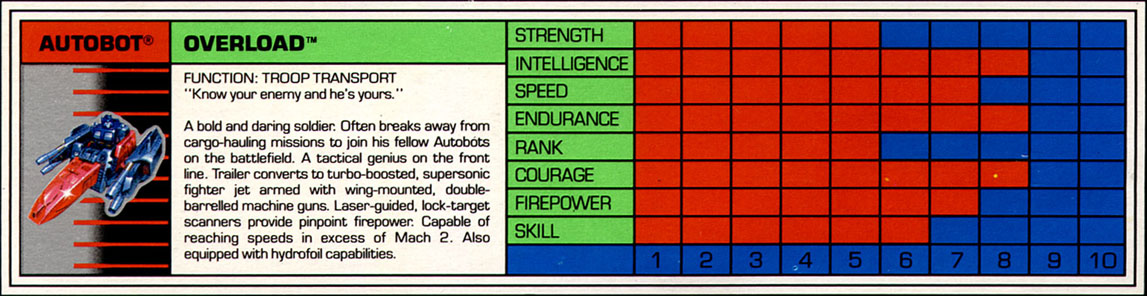 AUTOBOT®
OVERLOAD™
FUNCTION: TROOP TRANSPORT
"Know your enemy and he's yours."
A bold and daring soldier. Often breaks away from
cargo-hauling missions to join his fellow Autobots
on the battlefield. A tactical genius on the front
line. Trailer converts to turbo-boosted, supersonic
fighter jet armed with wing-mounted, double-
barrelled machine guns. Laser-guided, lock-target
scanners provide pinpoint firepower. Capable of
reaching speeds in excess of Mach 2. Also
equipped with hydrofoil capabilities.
STRENGTH
INTELLIGENCE
SPEED
ENDURANCE
RANK
COURAGE
FIREPOWER
SKILL
1 2 3 4 5 6 7 8 9 10